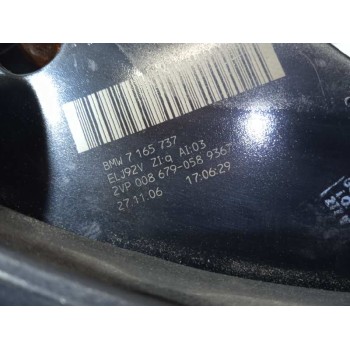 BMW 7 165 737
ELJ92V ZI:9 AI:03
2VP 008 679-058 9367
27.11.06 17:06:29